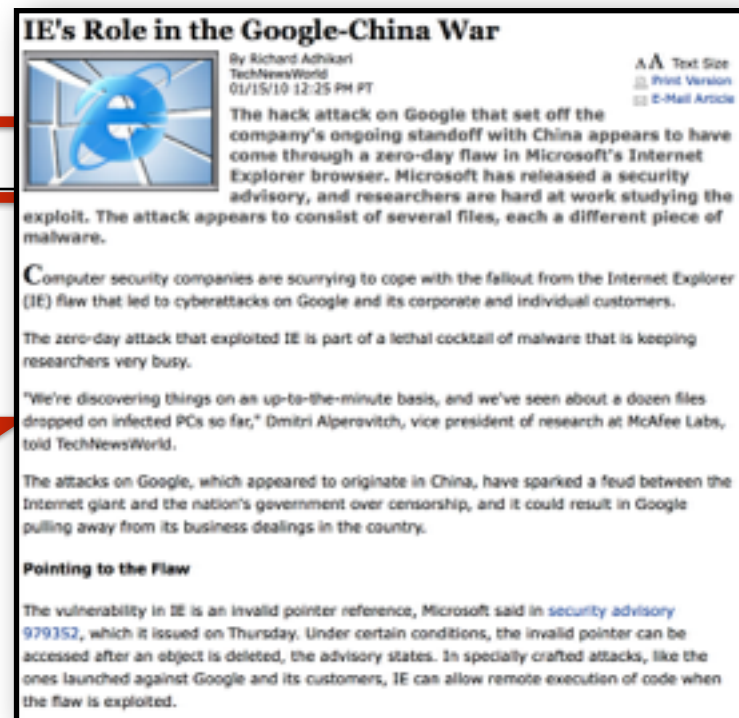 IE's Role in the Google-China War
By Richard Adhikari
TechNewsWorld
01/15/10 12:25 PM PT
A A Text Size
Print Version
E-Mail Article
The hack attack on Google that set off the
company's ongoing standoff with China appears to have
come through a zero-day flaw in Microsoft's Internet
Explorer browser. Microsoft has released a security
advisory, and researchers are hard at work studying the
exploit. The attack appears to consist of several files, each a different piece of
malware.
Computer security companies are scurrying to cope with the fallout from the Internet Explorer
(IE) flaw that led to cyberattacks on Google and its corporate and individual customers.
The zero-day attack that exploited IE is part of a lethal cocktail of malware that is keeping
researchers very busy.
"We're discovering things on an up-to-the-minute basis, and we've seen about a dozen files
dropped on infected PCs so far," Dmitri Alperovitch, vice president of research at McAfee Labs,
told TechNewsWorld.
The attacks on Google, which appeared to originate in China, have sparked a feud between the
Internet giant and the nation's government over censorship, and it could result in Google
pulling away from its business dealings in the country.
Pointing to the Flaw
The vulnerability in IE is an invalid pointer reference, Microsoft said in security advisory
979352, which it issued on Thursday. Under certain conditions, the invalid pointer can be
accessed after an object is deleted, the advisory states. In specially crafted attacks, like the
ones launched against Google and its customers, IE can allow remote execution of code when
the flaw is exploited.